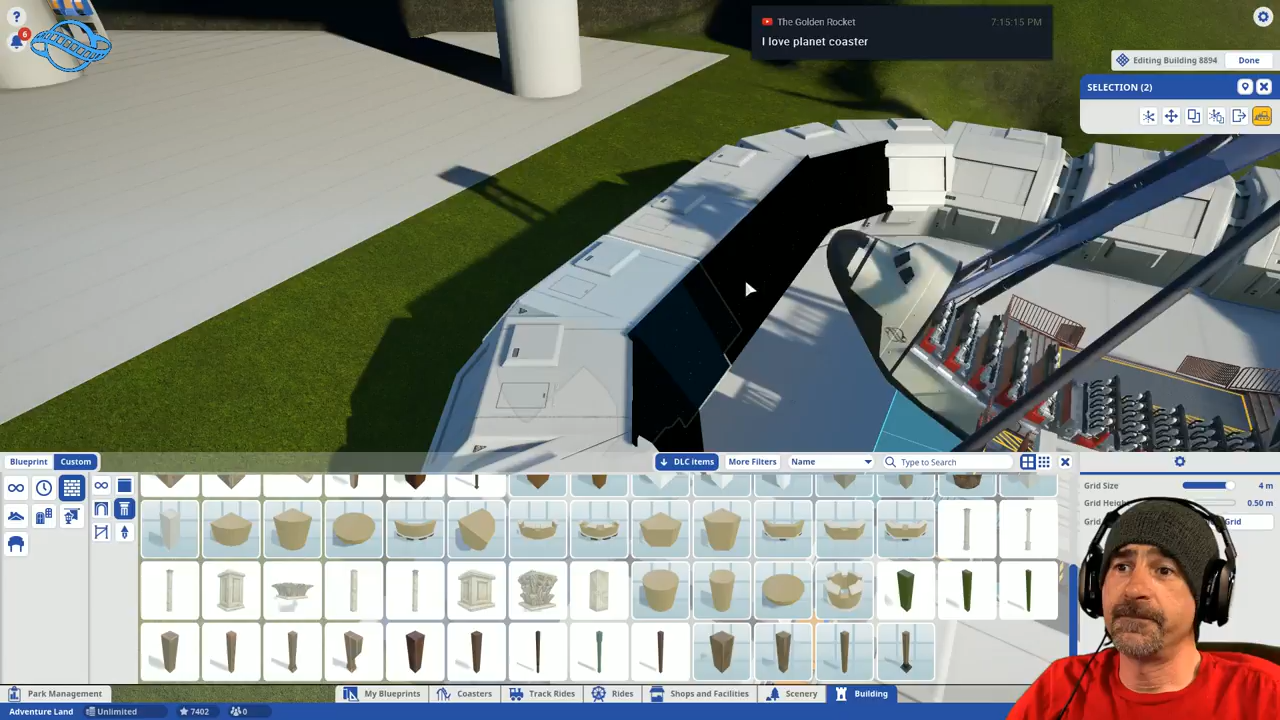 ?
6
The Golden Rocket 7:15:15 PM
I love planet coaster
Editing Building 8894 Done
SELECTION (2)
Blueprint Custom DLC items More Filters Name Type to Search
Grid Size 4 m
Grid Height 0.50 m
Grid
Park Management My Blueprints Coasters Track Rides Rides Shops and Facilities Scenery Building
Adventure Land Unlimited 7402 0